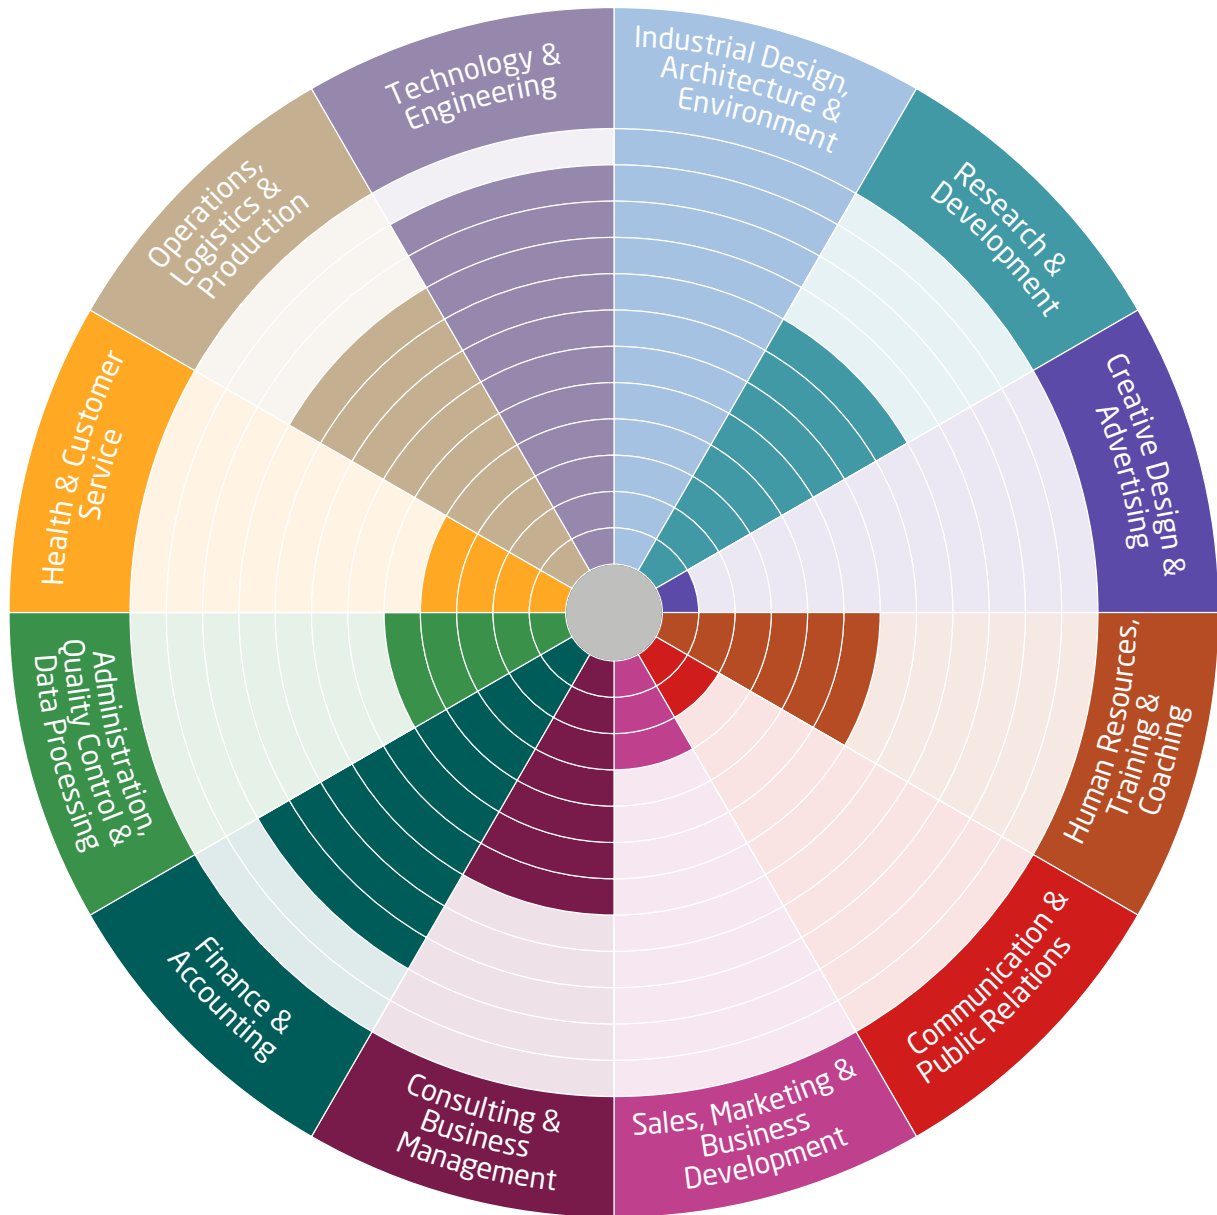 Technology &
Engineering
Industrial Design,
Architecture &
Environment
Research &
Development
Creative Design &
Advertising
Human Resources,
Training &
Coaching
Communication &
Public Relations
Sales, Marketing &
Business
Development
Consulting &
Business
Management
Finance &
Accounting
Administration,
Quality Control &
Data Processing
Health & Customer
Service
Operations,
Logistics &
Production